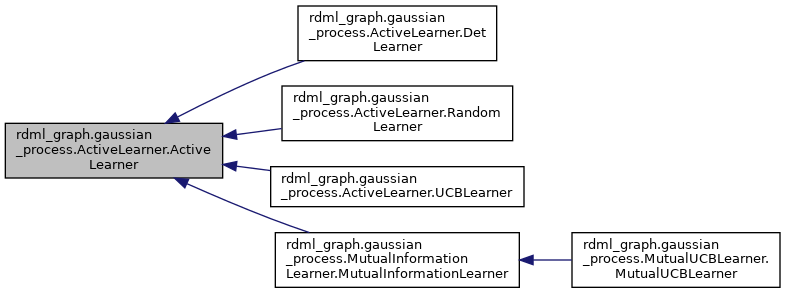 rdml_graph.gaussian
_process.ActiveLearner.Det
Learner
rdml_graph.gaussian
_process.ActiveLearner.Random
Learner
rdml_graph.gaussian
_process.ActiveLearner.Active
Learner
rdml_graph.gaussian
_process.ActiveLearner.UCBLearner
rdml_graph.gaussian
_process.MutualInformation
Learner.MutualInformationLearner
rdml_graph.gaussian
_process.MutualUCBLearner.
MutualUCBLearner